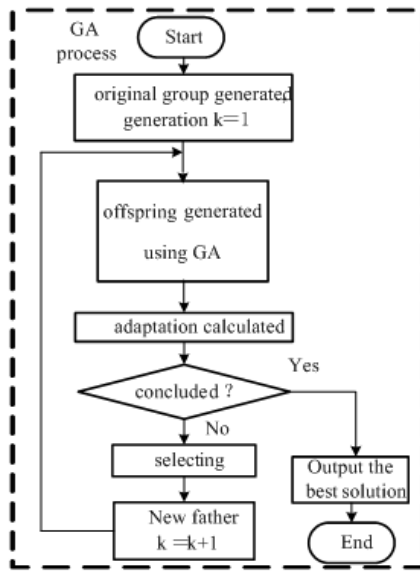 GA
process
Start
original group generated,
generation k=1
offspring generated
using GA
adaptation calculated
concluded ?
Yes
No
selecting
New father
k =k+1
Output the
best solution
End